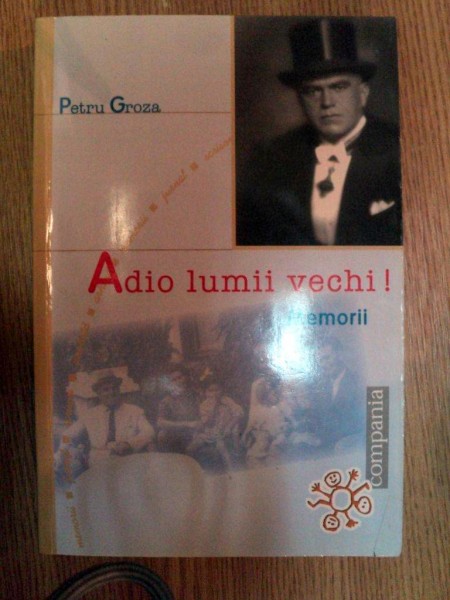 Petru Groza
Adio lumii vechi!
memorii
compania